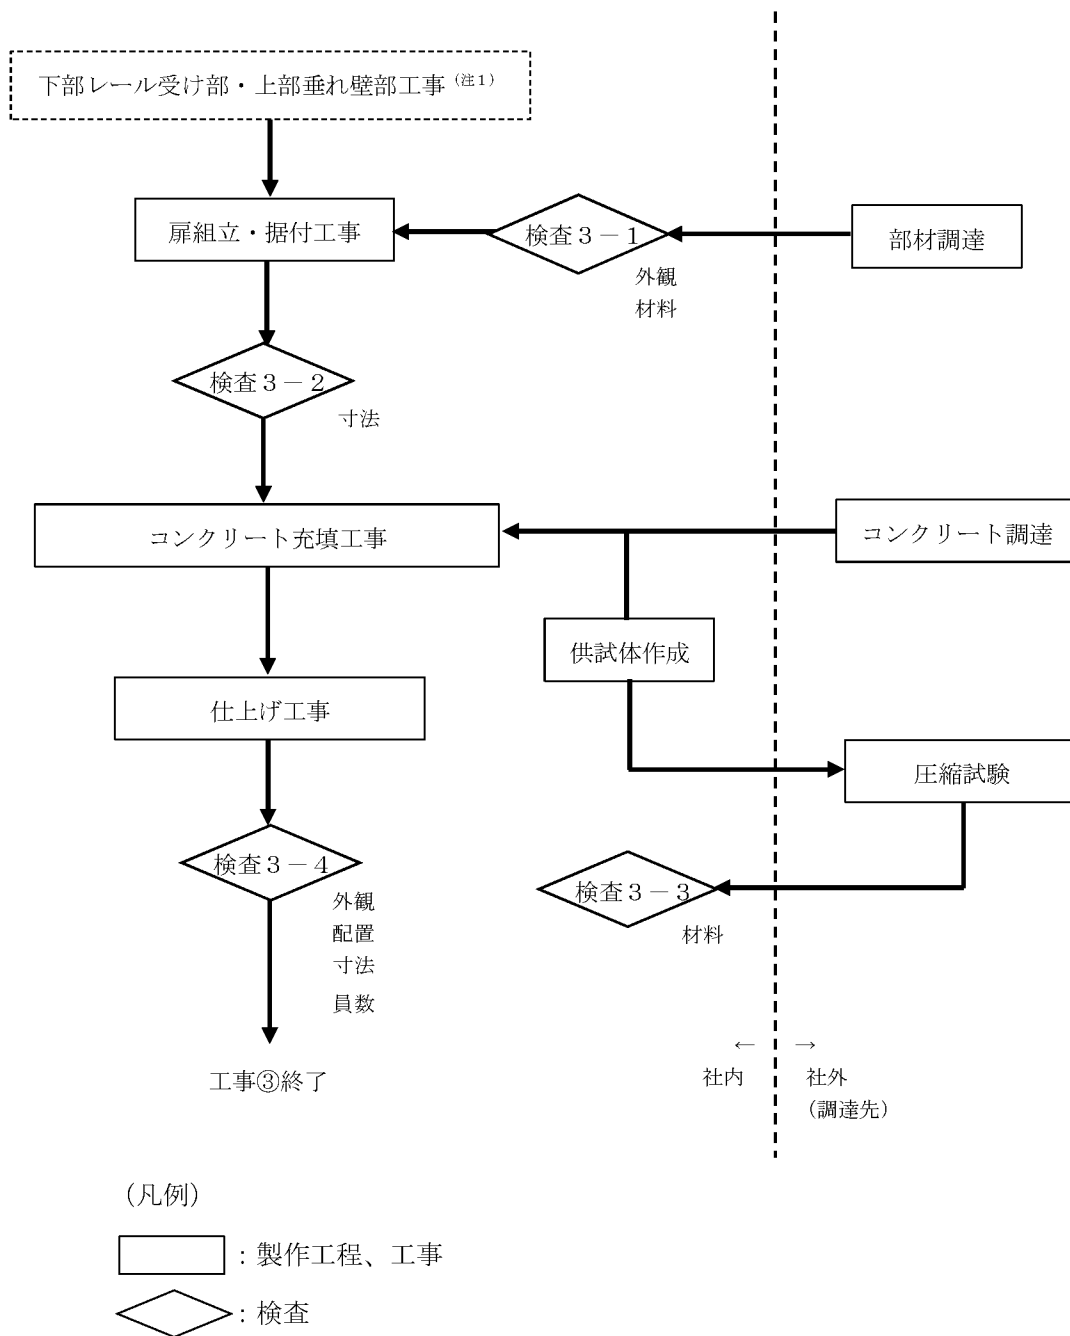 下部レール受け部・上部垂れ壁部工事（注1）
扉組立・据付工事
検査３－１
部材調達
外観
材料
検査３－２
寸法
コンクリート充填工事
コンクリート調達
供試体作成
仕上げ工事
圧縮試験
検査３－４
検査３－３
外観
配置
寸法
員数
材料
工事③終了
← →
社内 社外
（調達先）
（凡例）
：製作工程、工事
：検査